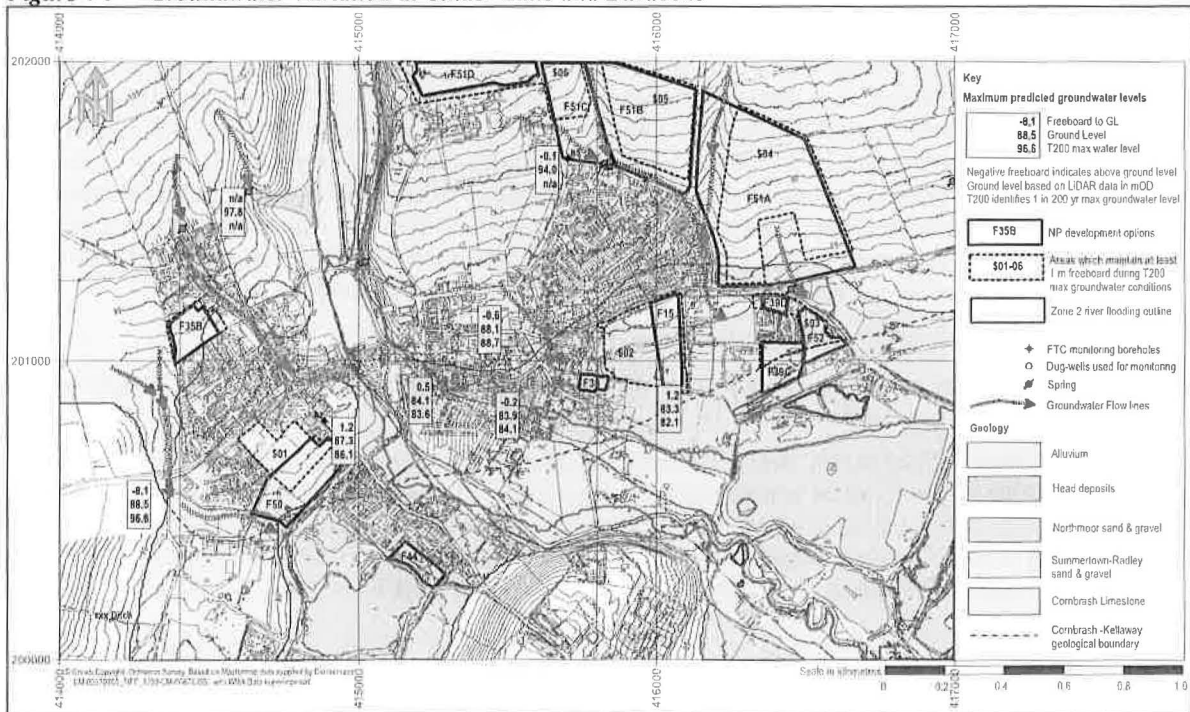 414000
415000
416000
417000
202000
201000
200000
N
F51D
S06
F51C
F51B
S05
S04
F51A
-0.1
94.0
n/a
n/a
97.8
n/a
F35B
-0.6
88.1
88.7
F15
S02
F39D
S03
F52
F39C
F3
0.5
84.1
83.6
-0.2
83.9
84.1
1.2
83.3
82.1
1.2
87.3
86.1
S01
F50
-8.1
88.5
96.6
F44
Key
Maximum predicted groundwater levels
-8.1 Freeboard to GL
88.5 Ground Level
96.6 T200 max water level
Negative freeboard indicates above ground level
Ground level based on LiDAR data in mOD
T200 identifies 1 in 200 yr max groundwater level
F35B NP development options
S01-06 Areas which maintain at least
1 m freeboard during T200
max groundwater conditions
Zone 2 river flooding outline
FTC monitoring boreholes
Dug-wells used for monitoring
Spring
Groundwater Flow lines
Geology
Alluvium
Head deposits
Northmoor sand & gravel
Summertown-Radley
sand & gravel
Cornbrash Limestone
Cornbrash -Kellaway
geological boundary
Scale in kilometres
0 0.2 0.4 0.6 0.8 1.0
414000
415000
416000
417000